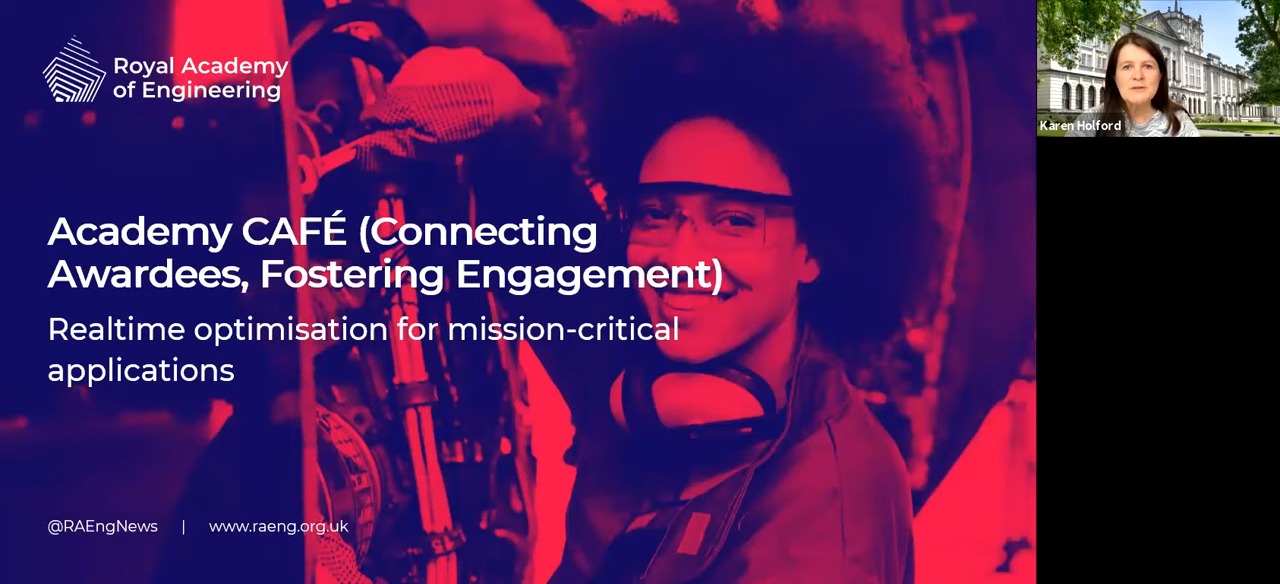 Royal Academy
of Engineering
Karen Holford
Academy CAFÉ (Connecting
Awardees, Fostering Engagement)
Realtime optimisation for mission-critical
applications
@RAEngNews | www.raeng.org.uk